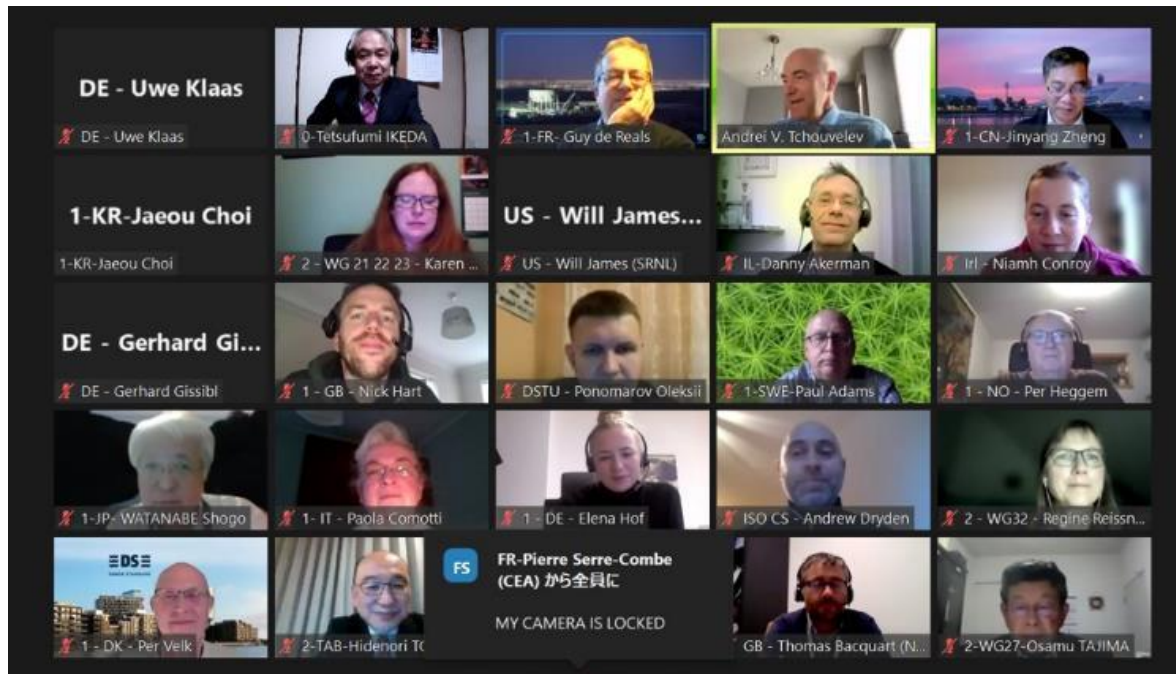 DE - Uwe Klaas
DE - Uwe Klaas
0-Tetsufumi IKEDA
1-FR- Guy de Reals
Andrei V. Tchouvelev
1-CN-Jinyang Zheng
1-KR-Jaeou Choi
1-KR-Jaeou Choi
2 - WG 21 22 23 - Karen ...
US - Will James...
US - Will James (SRNL)
IL-Danny Akerman
Irl - Niamh Conroy
DE - Gerhard Gi...
DE - Gerhard Gissibl
1 - GB - Nick Hart
DSTU - Ponomarov Oleksii
1-SWE-Paul Adams
1 - NO - Per Heggem
1-JP- WATANABE Shogo
1- IT - Paola Comotti
1 - DE - Elena Hof
ISO CS - Andrew Dryden
2 - WG32 - Regine Reissn...
DS
1 - DK - Per Velk
2-TAB-Hidenori
FS
FR-Pierre Serre-Combe
(CEA) から全員に
MY CAMERA IS LOCKED
GB - Thomas Bacquart (N...
2-WG27-Osamu TAJIMA